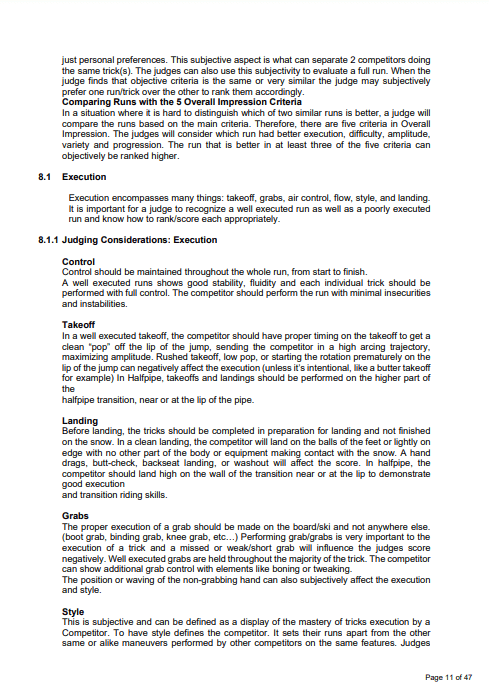 just personal preferences. This subjective aspect is what can separate 2 competitors doing
the same trick(s). The judges can also use this subjectivity to evaluate a full run. When the
judge finds that objective criteria is the same or very similar the judge may subjectively
prefer one run/trick over the other to rank them accordingly.
Comparing Runs with the 5 Overall Impression Criteria
In a situation where it is hard to distinguish which of two similar runs is better, a judge will
compare the runs based on the main criteria. Therefore, there are five criteria in Overall
Impression. The judges will consider which run had better execution, difficulty, amplitude,
variety and progression. The run that is better in at least three of the five criteria can
objectively be ranked higher.
8.1 Execution
Execution encompasses many things: takeoff, grabs, air control, flow, style, and landing.
It is important for a judge to recognize a well executed run as well as a poorly executed
run and know how to rank/score each appropriately.
8.1.1 Judging Considerations: Execution
Control
Control should be maintained throughout the whole run, from start to finish.
A well executed runs shows good stability, fluidity and each individual trick should be
performed with full control. The competitor should perform the run with minimal insecurities
and instabilities.
Takeoff
In a well executed takeoff, the competitor should have proper timing on the takeoff to get a
clean “pop” off the lip of the jump, sending the competitor in a high arcing trajectory,
maximizing amplitude. Rushed takeoff, low pop, or starting the rotation prematurely on the
lip of the jump can negatively affect the execution (unless it's intentional, like a butter takeoff
for example) In Halfpipe, takeoffs and landings should be performed on the higher part of
the
halfpipe transition, near or at the lip of the pipe.
Landing
Before landing, the tricks should be completed in preparation for landing and not finished
on the snow. In a clean landing, the competitor will land on the balls of the feet or lightly on
edge with no other part of the body or equipment making contact with the snow. A hand
drags, butt-check, backseat landing, or washout will affect the score. In halfpipe, the
competitor should land high on the wall of the transition near or at the lip to demonstrate
good execution
and transition riding skills.
Grabs
The proper execution of a grab should be made on the board/ski and not anywhere else.
(boot grab, binding grab, knee grab, etc…) Performing grab/grabs is very important to the
execution of a trick and a missed or weak/short grab will influence the judges score
negatively. Well executed grabs are held throughout the majority of the trick. The competitor
can show additional grab control with elements like boning or tweaking.
The position or waving of the non-grabbing hand can also subjectively affect the execution
and style.
Style
This is subjective and can be defined as a display of the mastery of tricks execution by a
Competitor. To have style defines the competitor. It sets their runs apart from the other
same or alike maneuvers performed by other competitors on the same features. Judges
Page 11 of 47